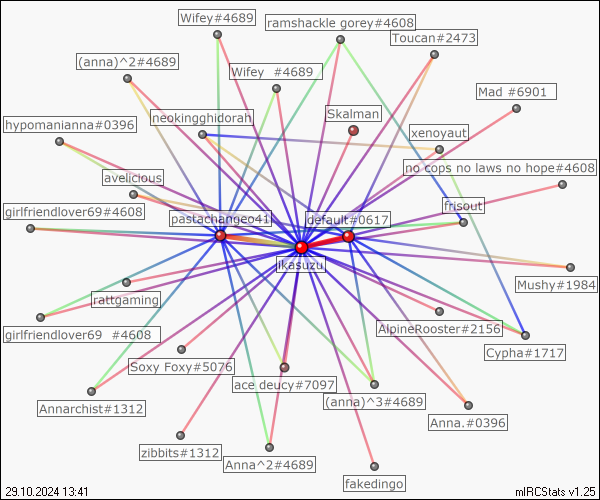 Wifey#4689
ramshackle gorey#4608
Toucan#2473
(anna)^2#4689
Wifey  #4689
Mad #6901
neokingghidorah
Skalman
hypomanianna#0396
xenoyaut
no cops no laws no hope#4608
avelicious
girlfriendlover69#4608
pastachangeo41
default#0617
frisout
ikasuzu
Mushy#1984
rattgaming
girlfriendlover69  #4608
AlpineRooster#2156
Cypha#1717
Soxy Foxy#5076
ace deucy#7097
(anna)^3#4689
Annarchist#1312
Anna.#0396
zibbits#1312
Anna^2#4689
fakedingo
29.10.2024 13:41
mIRCStats v1.25